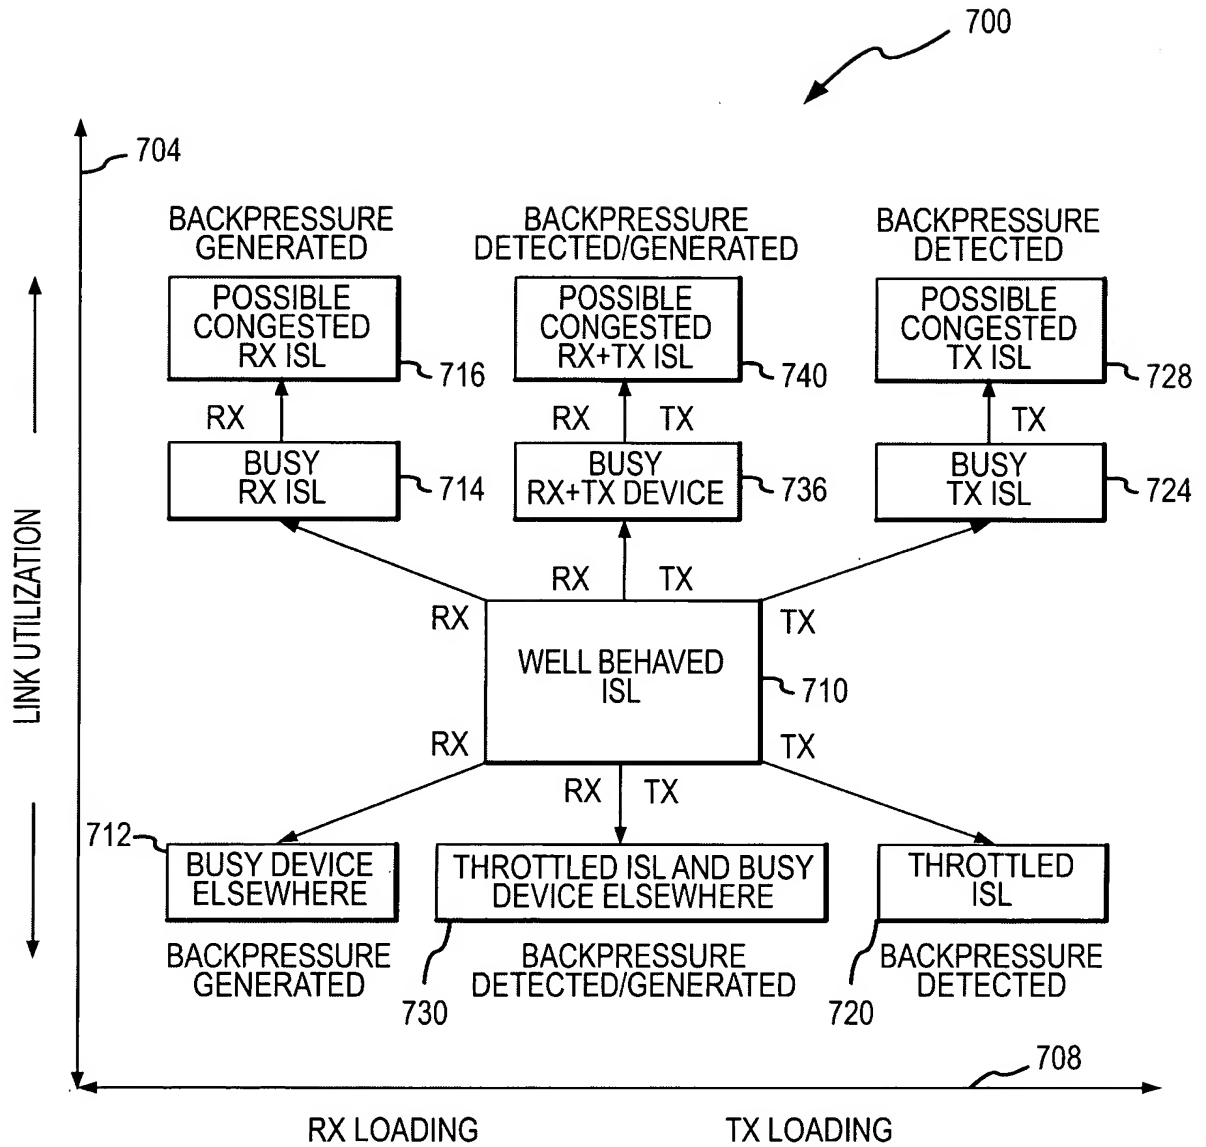 700
704
BACKPRESSURE
GENERATED
BACKPRESSURE
DETECTED/GENERATED
BACKPRESSURE
DETECTED
POSSIBLE
CONGESTED
RX ISL
716
POSSIBLE
CONGESTED
RX+TX ISL
740
POSSIBLE
CONGESTED
TX ISL
728
RX
RX TX
TX
BUSY
RX ISL
714
BUSY
RX+TX DEVICE
736
BUSY
TX ISL
724
LINK UTILIZATION
RX TX
RX
TX
WELL BEHAVED
ISL
710
RX
TX
RX TX
712
BUSY DEVICE
ELSEWHERE
THROTTLED ISL AND BUSY
DEVICE ELSEWHERE
THROTTLED
ISL
BACKPRESSURE
GENERATED
730
BACKPRESSURE
DETECTED/GENERATED
720
BACKPRESSURE
DETECTED
708
RX LOADING
TX LOADING